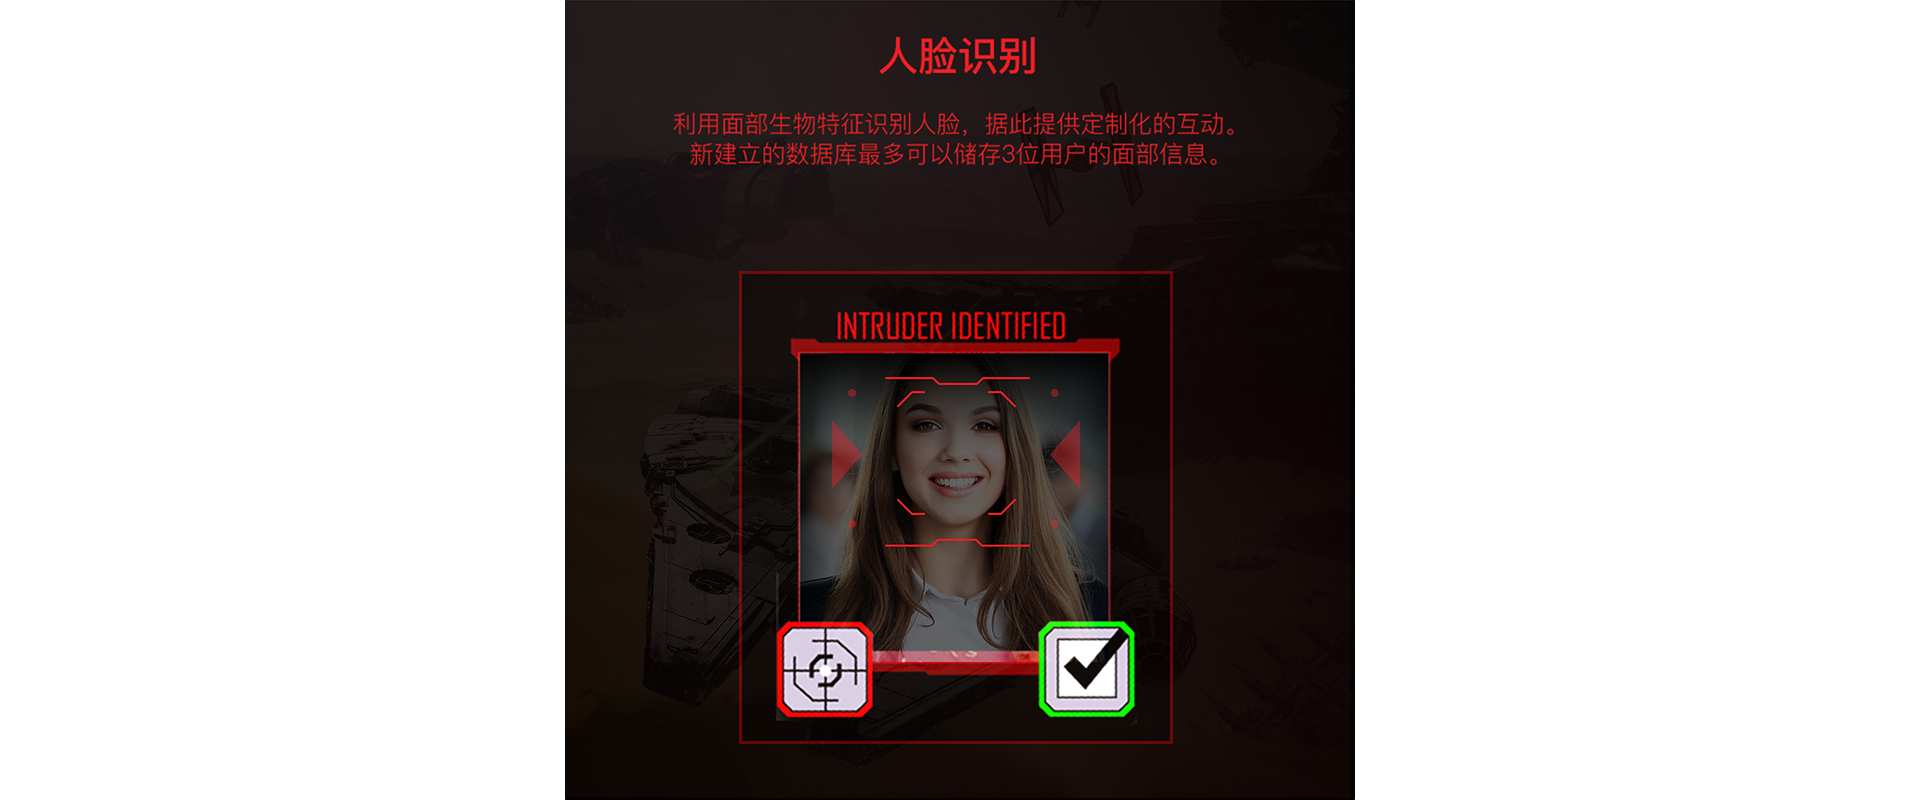 人脸识别
利用面部生物特征识别人脸，据此提供定制化的互动。
新建立的数据库最多可以储存3位用户的面部信息。
INTRUDER IDENTIFIED